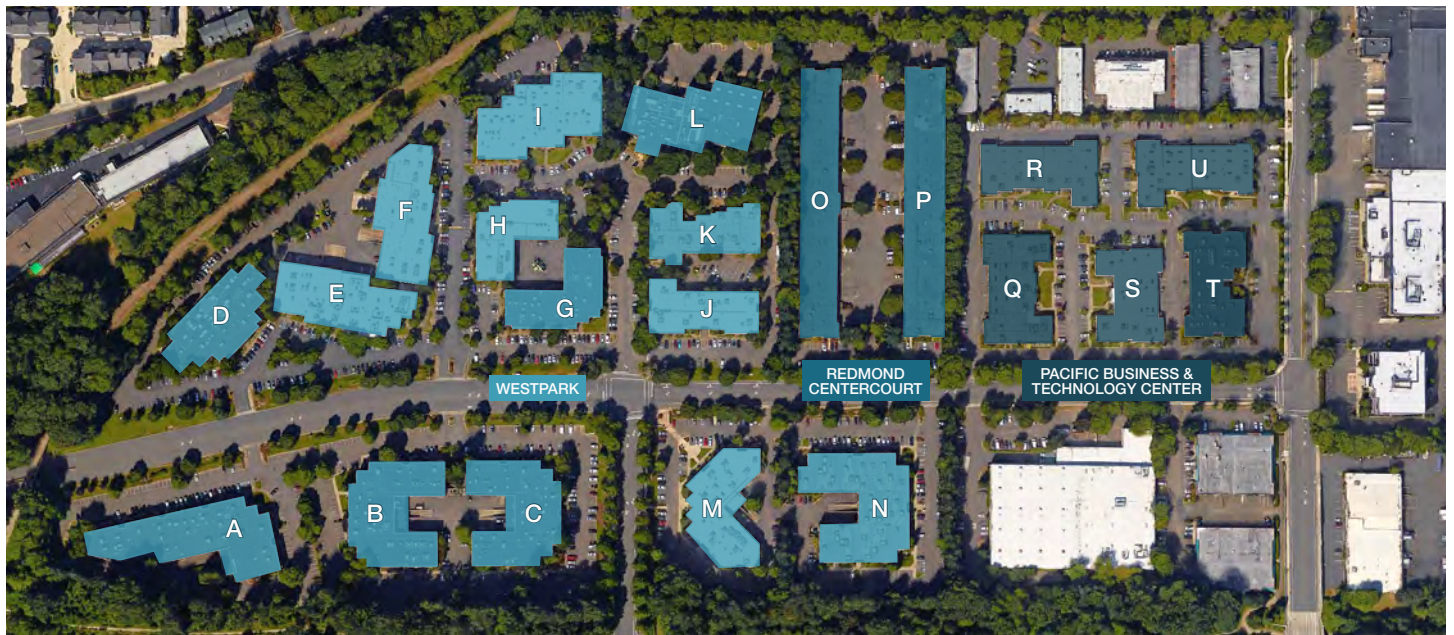 I
L
R
U
F
O
P
H
K
E
D
G
J
Q
S
T
WESTPARK
REDMOND
CENTERCOURT
PACIFIC BUSINESS &
TECHNOLOGY CENTER
A
B
C
M
N